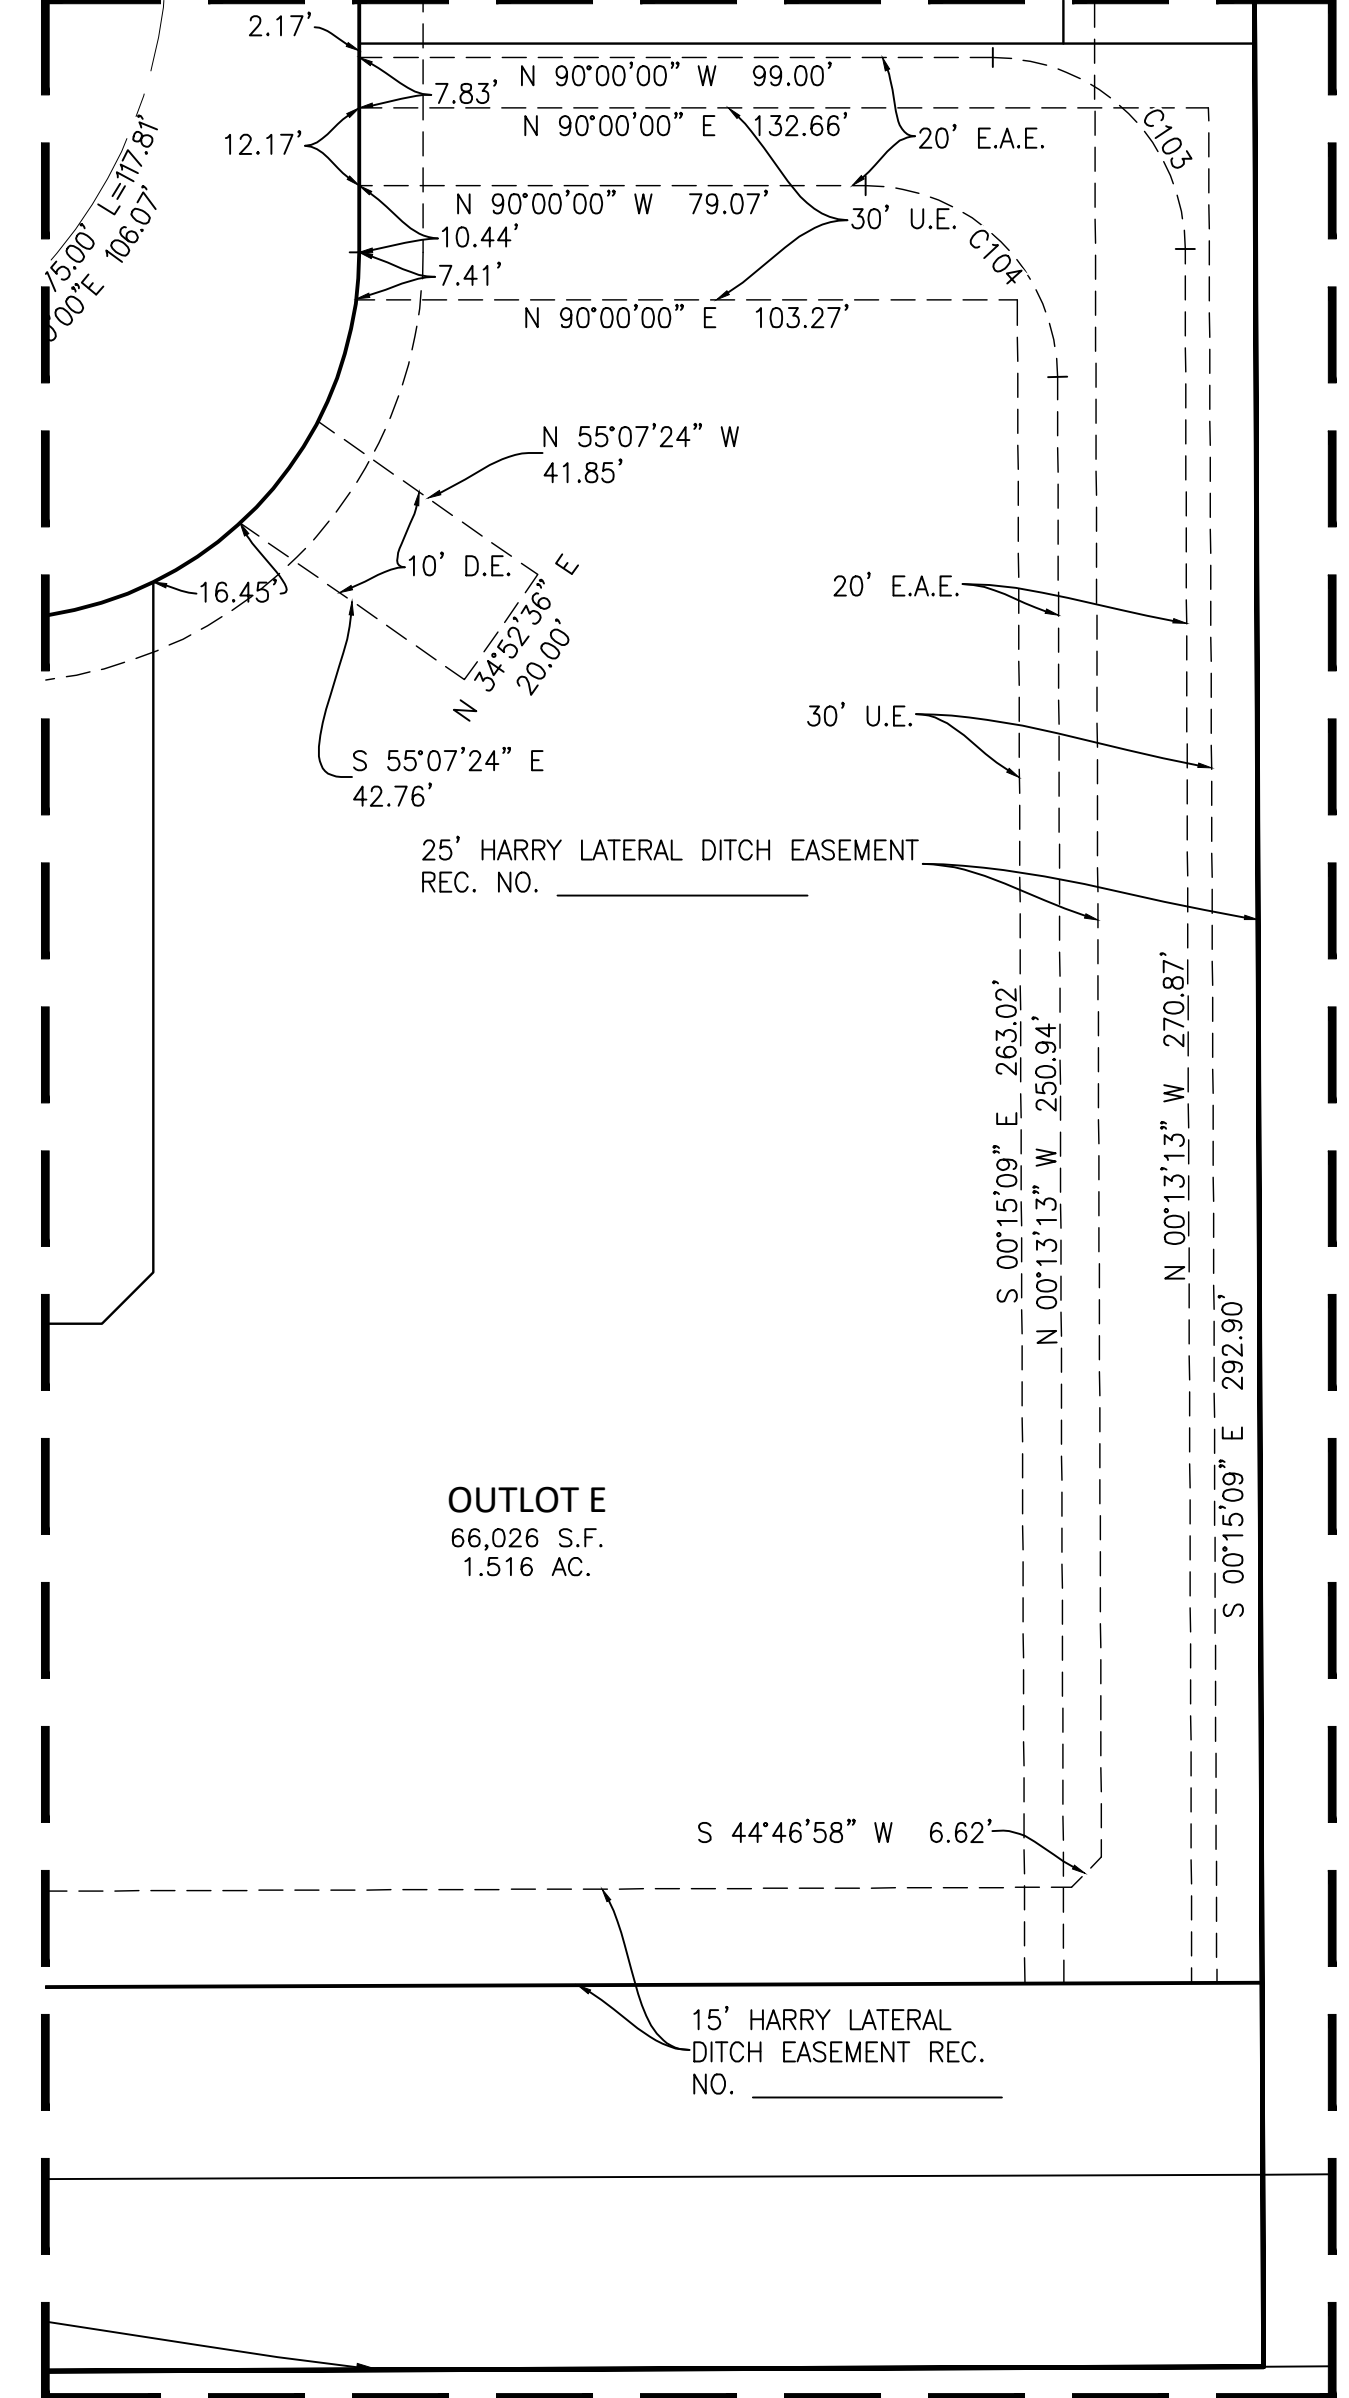 2.17'
N 90°00'00" W 99.00'
7.83'
N 90°00'00" E 132.66'
12.17'
20' E.A.E.
C103
L=117.81'
106.07'
N 90°00'00" W 79.07'
30' U.E.
10.44'
C104
7.41'
75.00'
00"E
N 90°00'00" E 103.27'
N 55°07'24" W
41.85'
10' D.E.
16.45'
N 34°52'36" E
20.00'
20' E.A.E.
30' U.E.
S 55°07'24" E
42.76'
25' HARRY LATERAL DITCH EASEMENT
REC. NO.
S 00°15'09" E 263.02'
N 00°13'13" W 250.94'
N 00°13'13" W 270.87'
S 00°15'09" E 292.90'
OUTLOT E
66,026 S.F.
1.516 AC.
S 44°46'58" W 6.62'
15' HARRY LATERAL
DITCH EASEMENT REC.
NO.